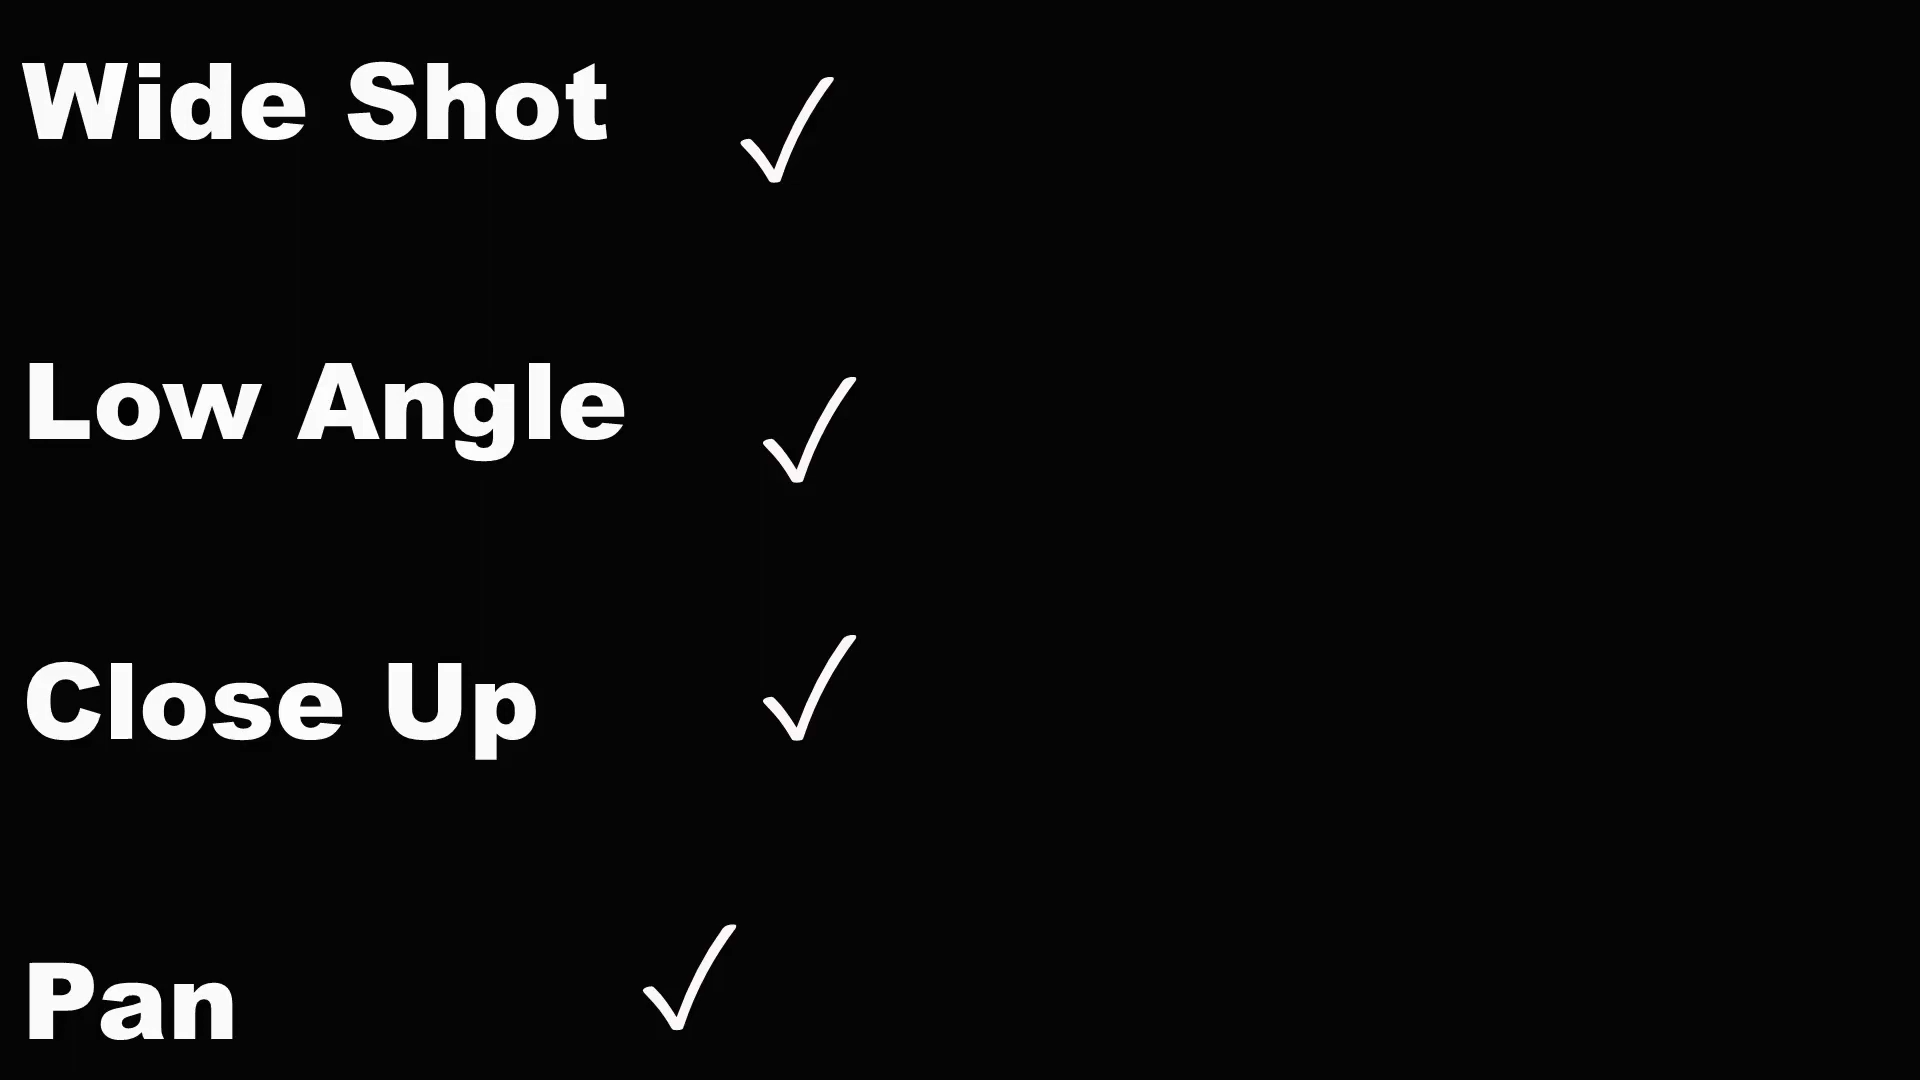 Wide Shot ✓
Low Angle ✓
Close Up ✓
Pan ✓